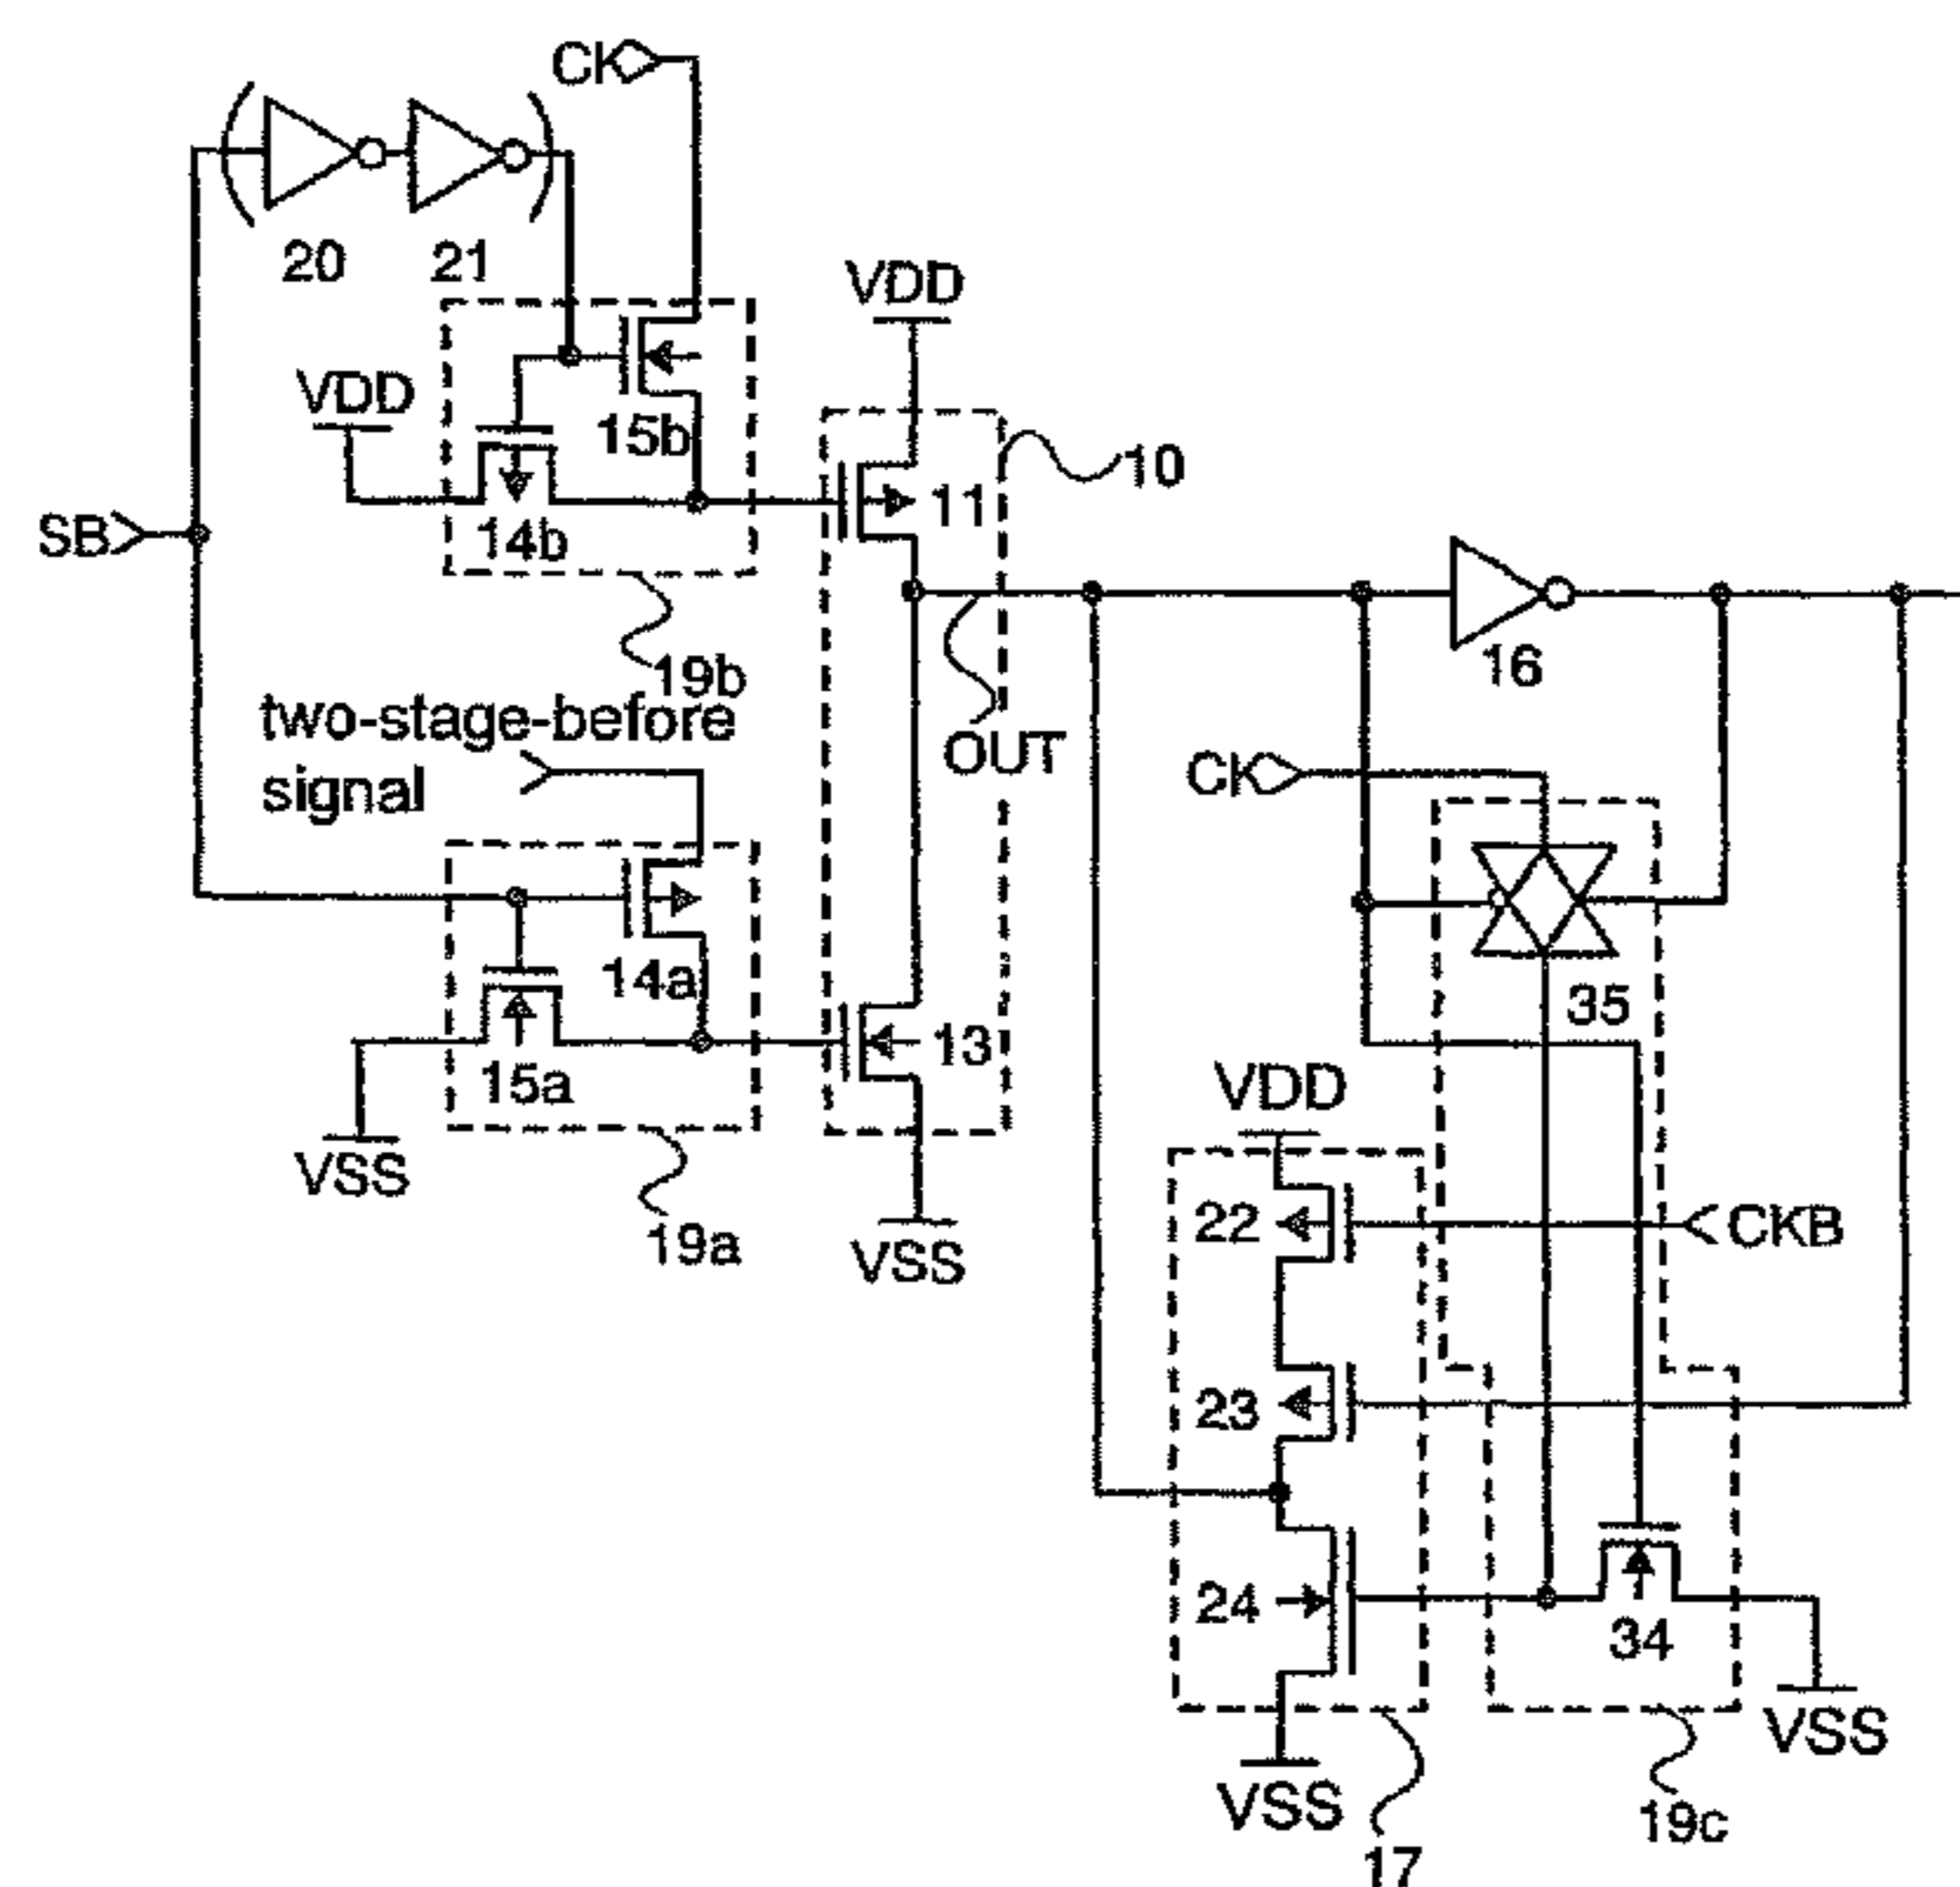 CK
20
21
VDD
VDD
15b
10
11
SB
14b
16
19b
two-stage-before
signal
OUT
CK
14a
35
13
15a
VDD
VSS
19a
VSS
22
CKB
23
24
34
VSS
VSS
19c
17